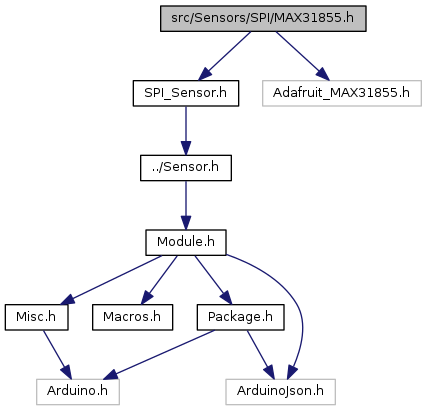 src/Sensors/SPI/MAX31855.h
SPI_Sensor.h
Adafruit_MAX31855.h
../Sensor.h
Module.h
Misc.h
Macros.h
Package.h
Arduino.h
ArduinoJson.h